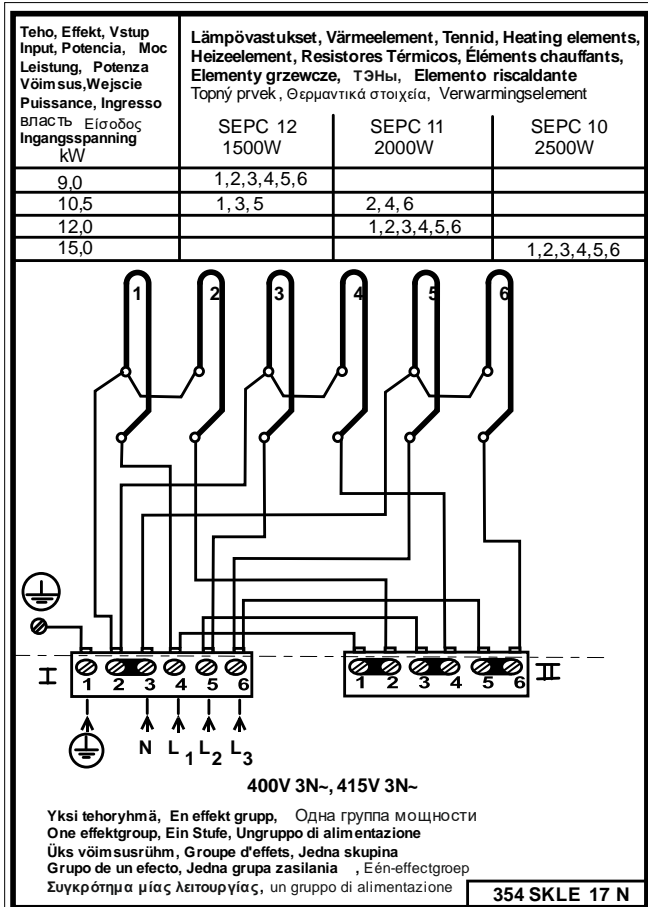 Teho, Effekt, Vstup
Input, Potencia, Moc
Leistung, Potenza
Võimsus,Wejscie
Puissance, Ingresso
власть Είσοδος
Ingangsspanning
kW
Lämpövastukset, Värmeelement, Tennid, Heating elements,
Heizeelement, Resistores Térmicos, Éléments chauffants,
Elementy grzewcze, ТЭНы, Elemento riscaldante
Topný prvek, Θερμαντικά στοιχεία, Verwarmingselement
SEPC 12 SEPC 11 SEPC 10
1500W 2000W 2500W
9,0 1,2,3,4,5,6
10,5 1, 3, 5 2, 4, 6
12,0 1,2,3,4,5,6
15,0 1,2,3,4,5,6
1 2 3 4 5 6
I 1 2 3 4 5 6 1 2 3 4 5 6 II
N L1 L2 L3
400V 3N~, 415V 3N~
Yksi tehoryhmä, En effekt grupp, Одна группа мощности
One effektgroup, Ein Stufe, Ungruppo di alimentazione
Üks võimsusrühm, Groupe d'effets, Jedna skupina
Grupo de un efecto, Jedna grupa zasilania , Eén-effectgroep
Συγκρότημα μίας λειτουργίας, un gruppo di alimentazione
354 SKLE 17 N